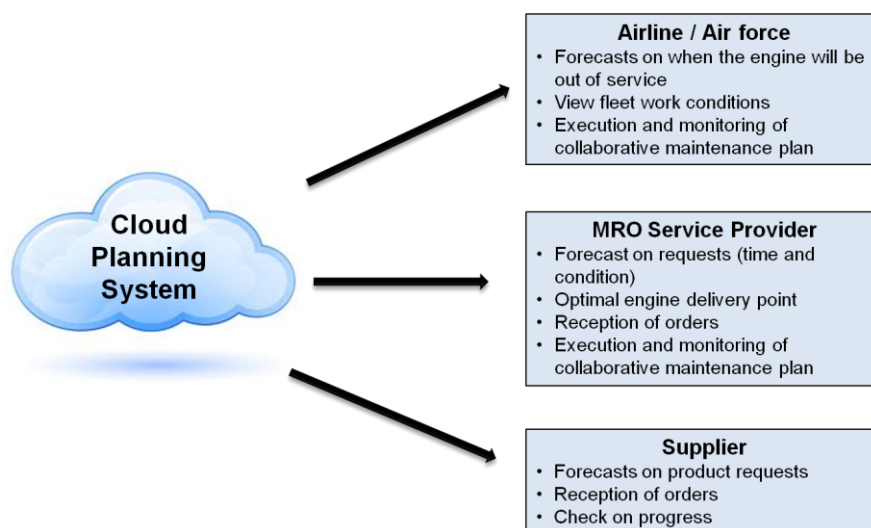 Cloud
Planning
System
Airline / Air force
• Forecasts on when the engine will be
out of service
• View fleet work conditions
• Execution and monitoring of
collaborative maintenance plan
MRO Service Provider
• Forecast on requests (time and
condition)
• Optimal engine delivery point
• Reception of orders
• Execution and monitoring of
collaborative maintenance plan
Supplier
• Forecasts on product requests
• Reception of orders
• Check on progress